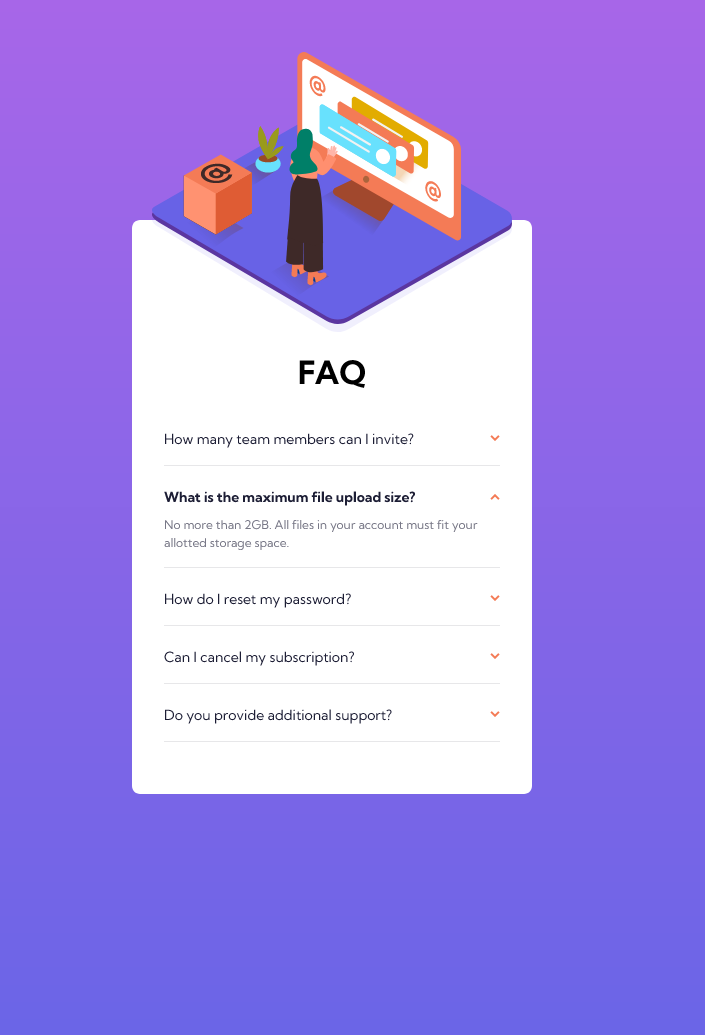 @
@
@
FAQ
How many team members can I invite?
What is the maximum file upload size?
No more than 2GB. All files in your account must fit your
allotted storage space.
How do I reset my password?
Can I cancel my subscription?
Do you provide additional support?